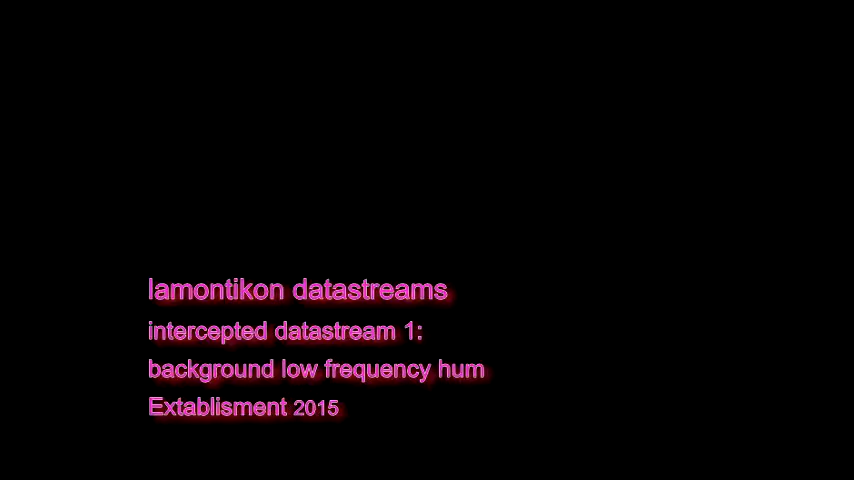 lamontikon datastreams
intercepted datastream 1:
background low frequency hum
Extablisment 2015